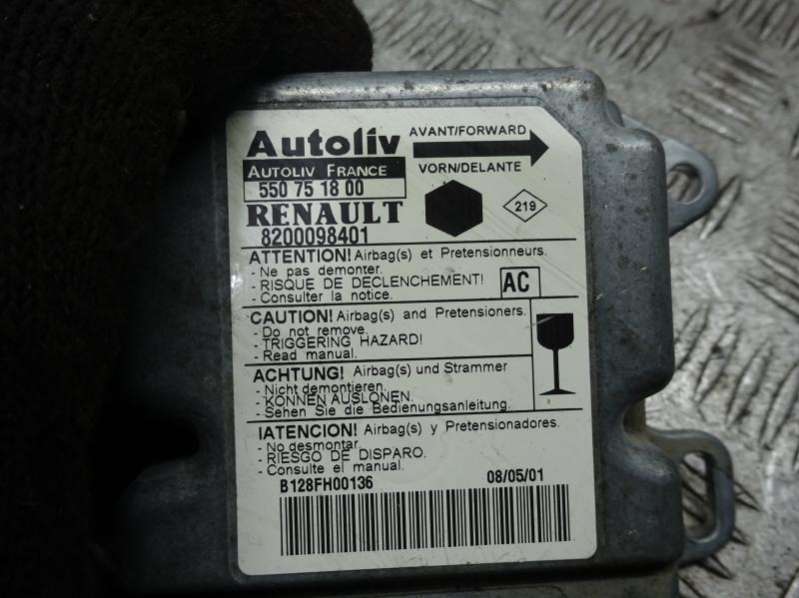 Autoliv
AVANT/FORWARD
AUTOLIV FRANCE
VORN/DELANTE
550 75 18 00
RENAULT
219
8200098401
ATTENTION! Airbag(s) et Pretensionneurs.
- Ne pas demonter.
- RISQUE DE DECLENCHEMENT!
AC
- Consulter la notice.
CAUTION! Airbag(s) and Pretensioners.
- Do not remove.
- TRIGGERING HAZARD!
- Read manual.
ACHTUNG! Airbag(s) und Strammer
- Nicht demontieren.
- KONNEN AUSLONEN.
- Sehen Sie die Bedienungsanleitung.
IATENCION! Airbag(s) y Pretensionadores.
- No desmontar.
- RIESGO DE DISPARO.
- Consulte el manual.
B128FH00136 08/05/01